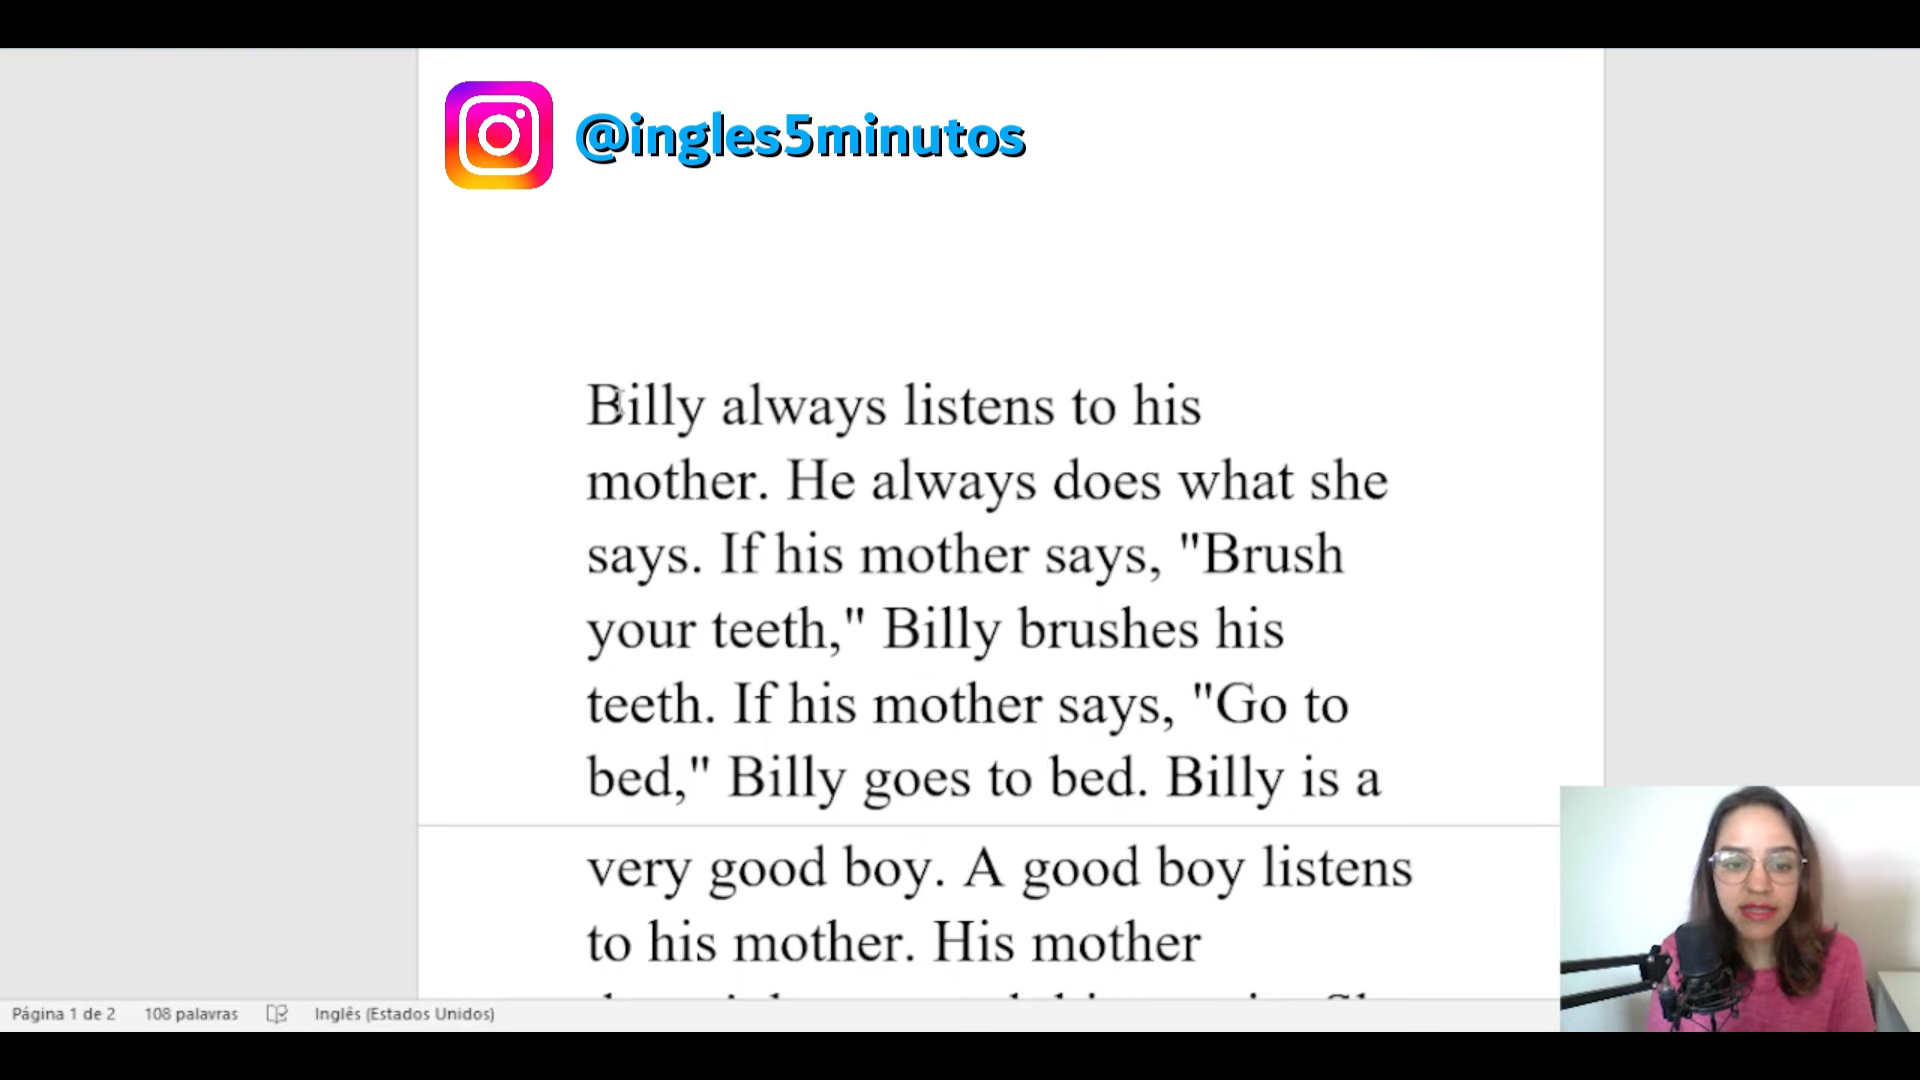 @ingles5minutos
Billy always listens to his
mother. He always does what she
says. If his mother says, "Brush
your teeth," Billy brushes his
teeth. If his mother says, "Go to
bed," Billy goes to bed. Billy is a
very good boy. A good boy listens
to his mother. His mother
Página 1 de 2 108 palavras Inglês (Estados Unidos)